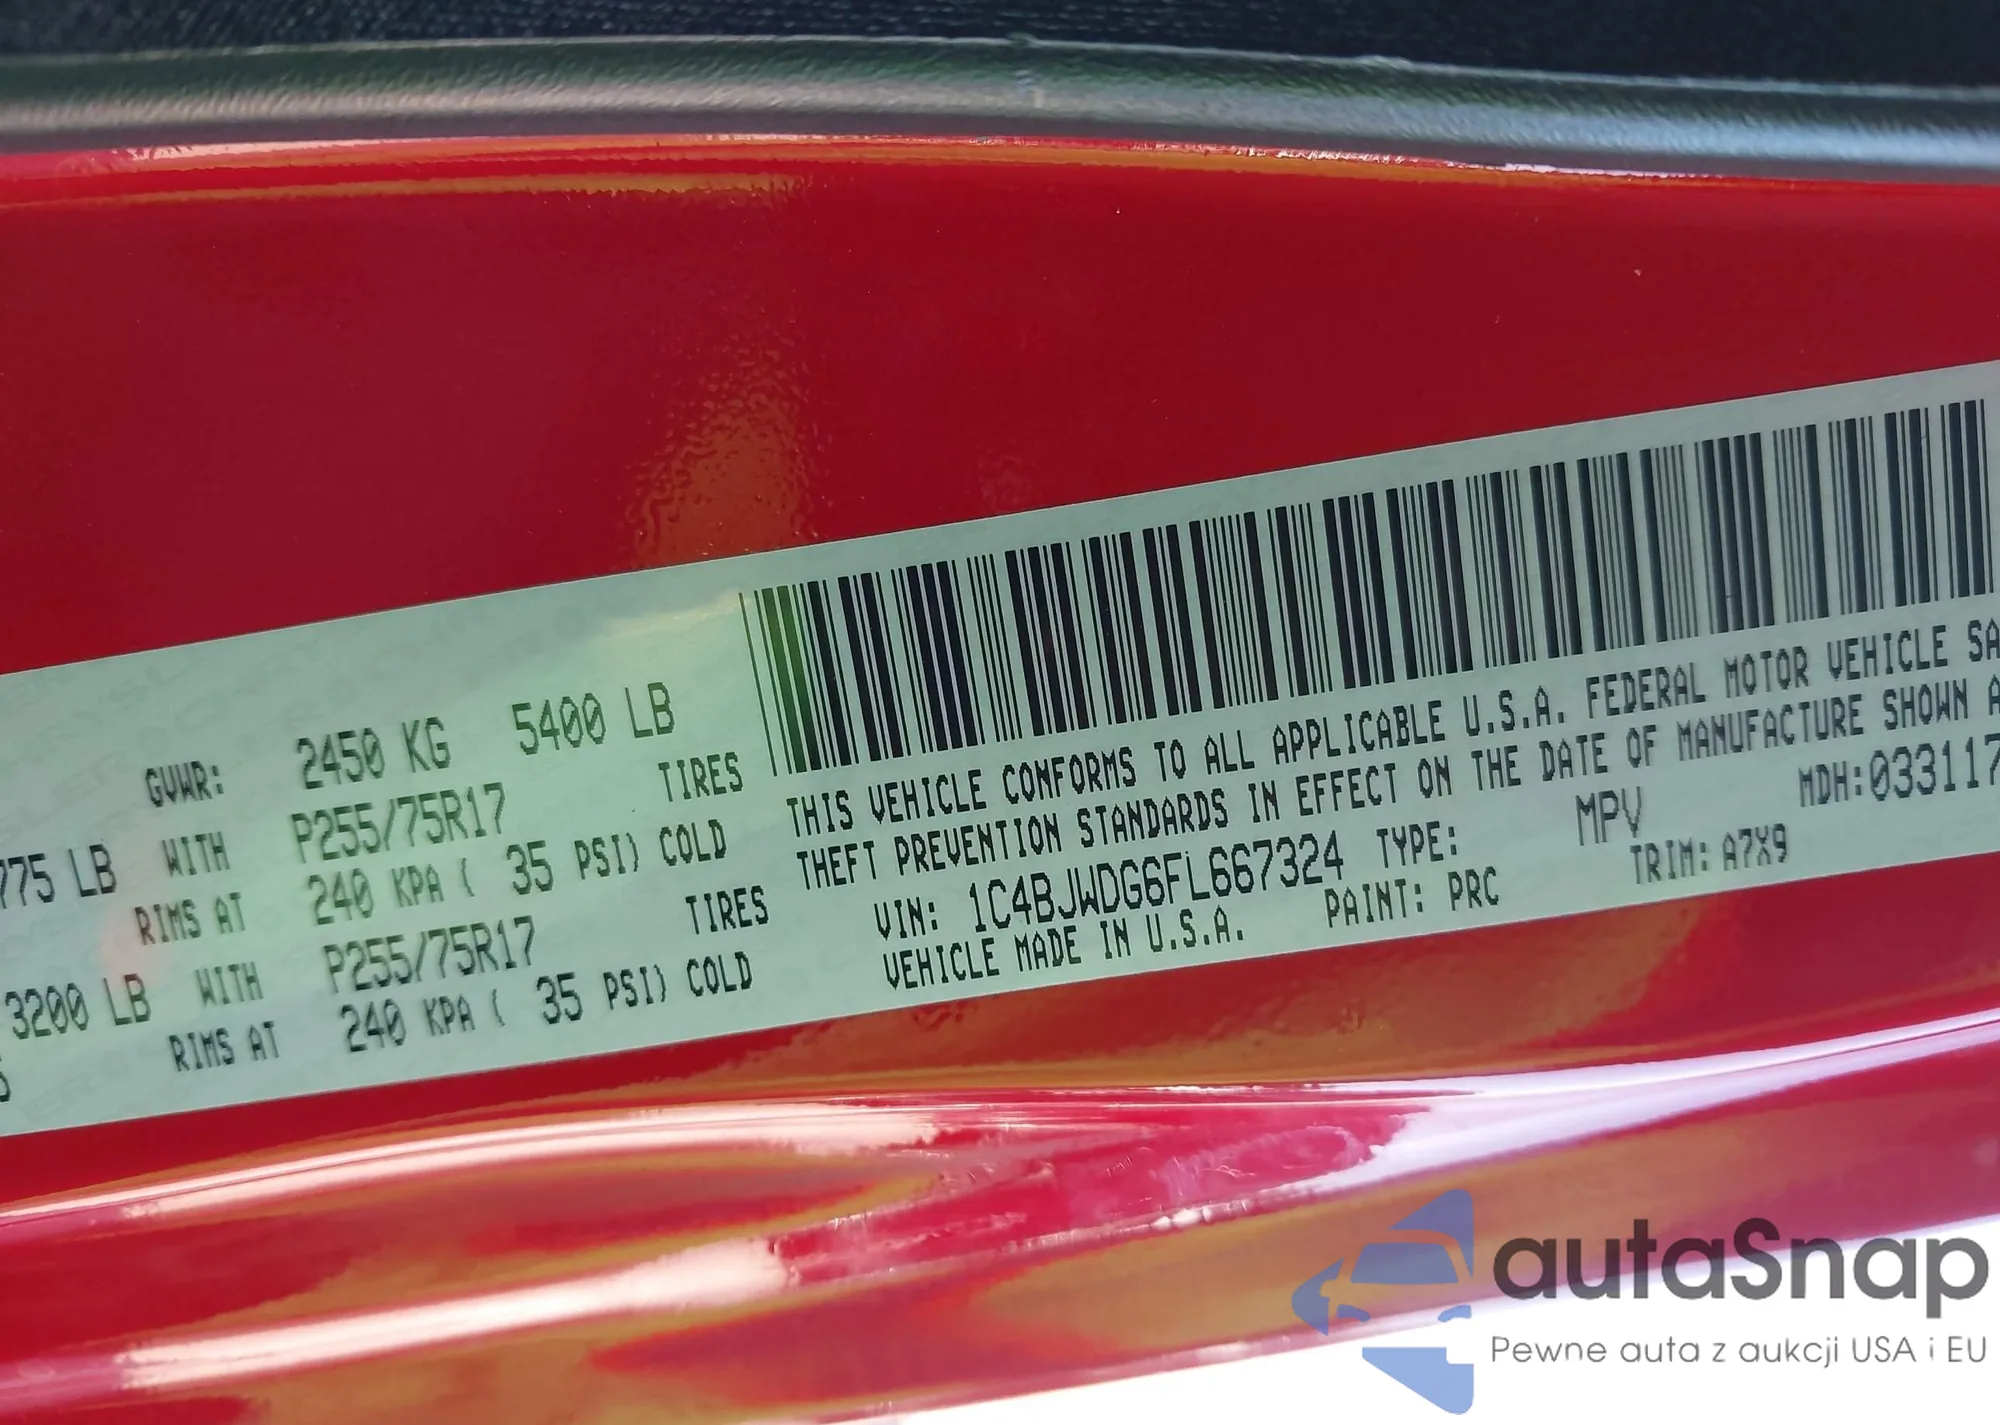 GVWR: 2450 KG 5400 LB
775 LB WITH P255/75R17 TIRES
RIMS AT 240 KPA ( 35 PSI) COLD
3200 LB WITH P255/75R17 TIRES
RIMS AT 240 KPA ( 35 PSI) COLD
THIS VEHICLE CONFORMS TO ALL APPLICABLE U.S.A. FEDERAL MOTOR VEHICLE SA
THEFT PREVENTION STANDARDS IN EFFECT ON THE DATE OF MANUFACTURE SHOWN A
VIN: 1C4BJWDG6FL667324 TYPE: MPV MDH:033117
VEHICLE MADE IN U.S.A. PAINT: PRC TRIM: A7X9
autaSnap
Pewne auta z aukcji USA i EU